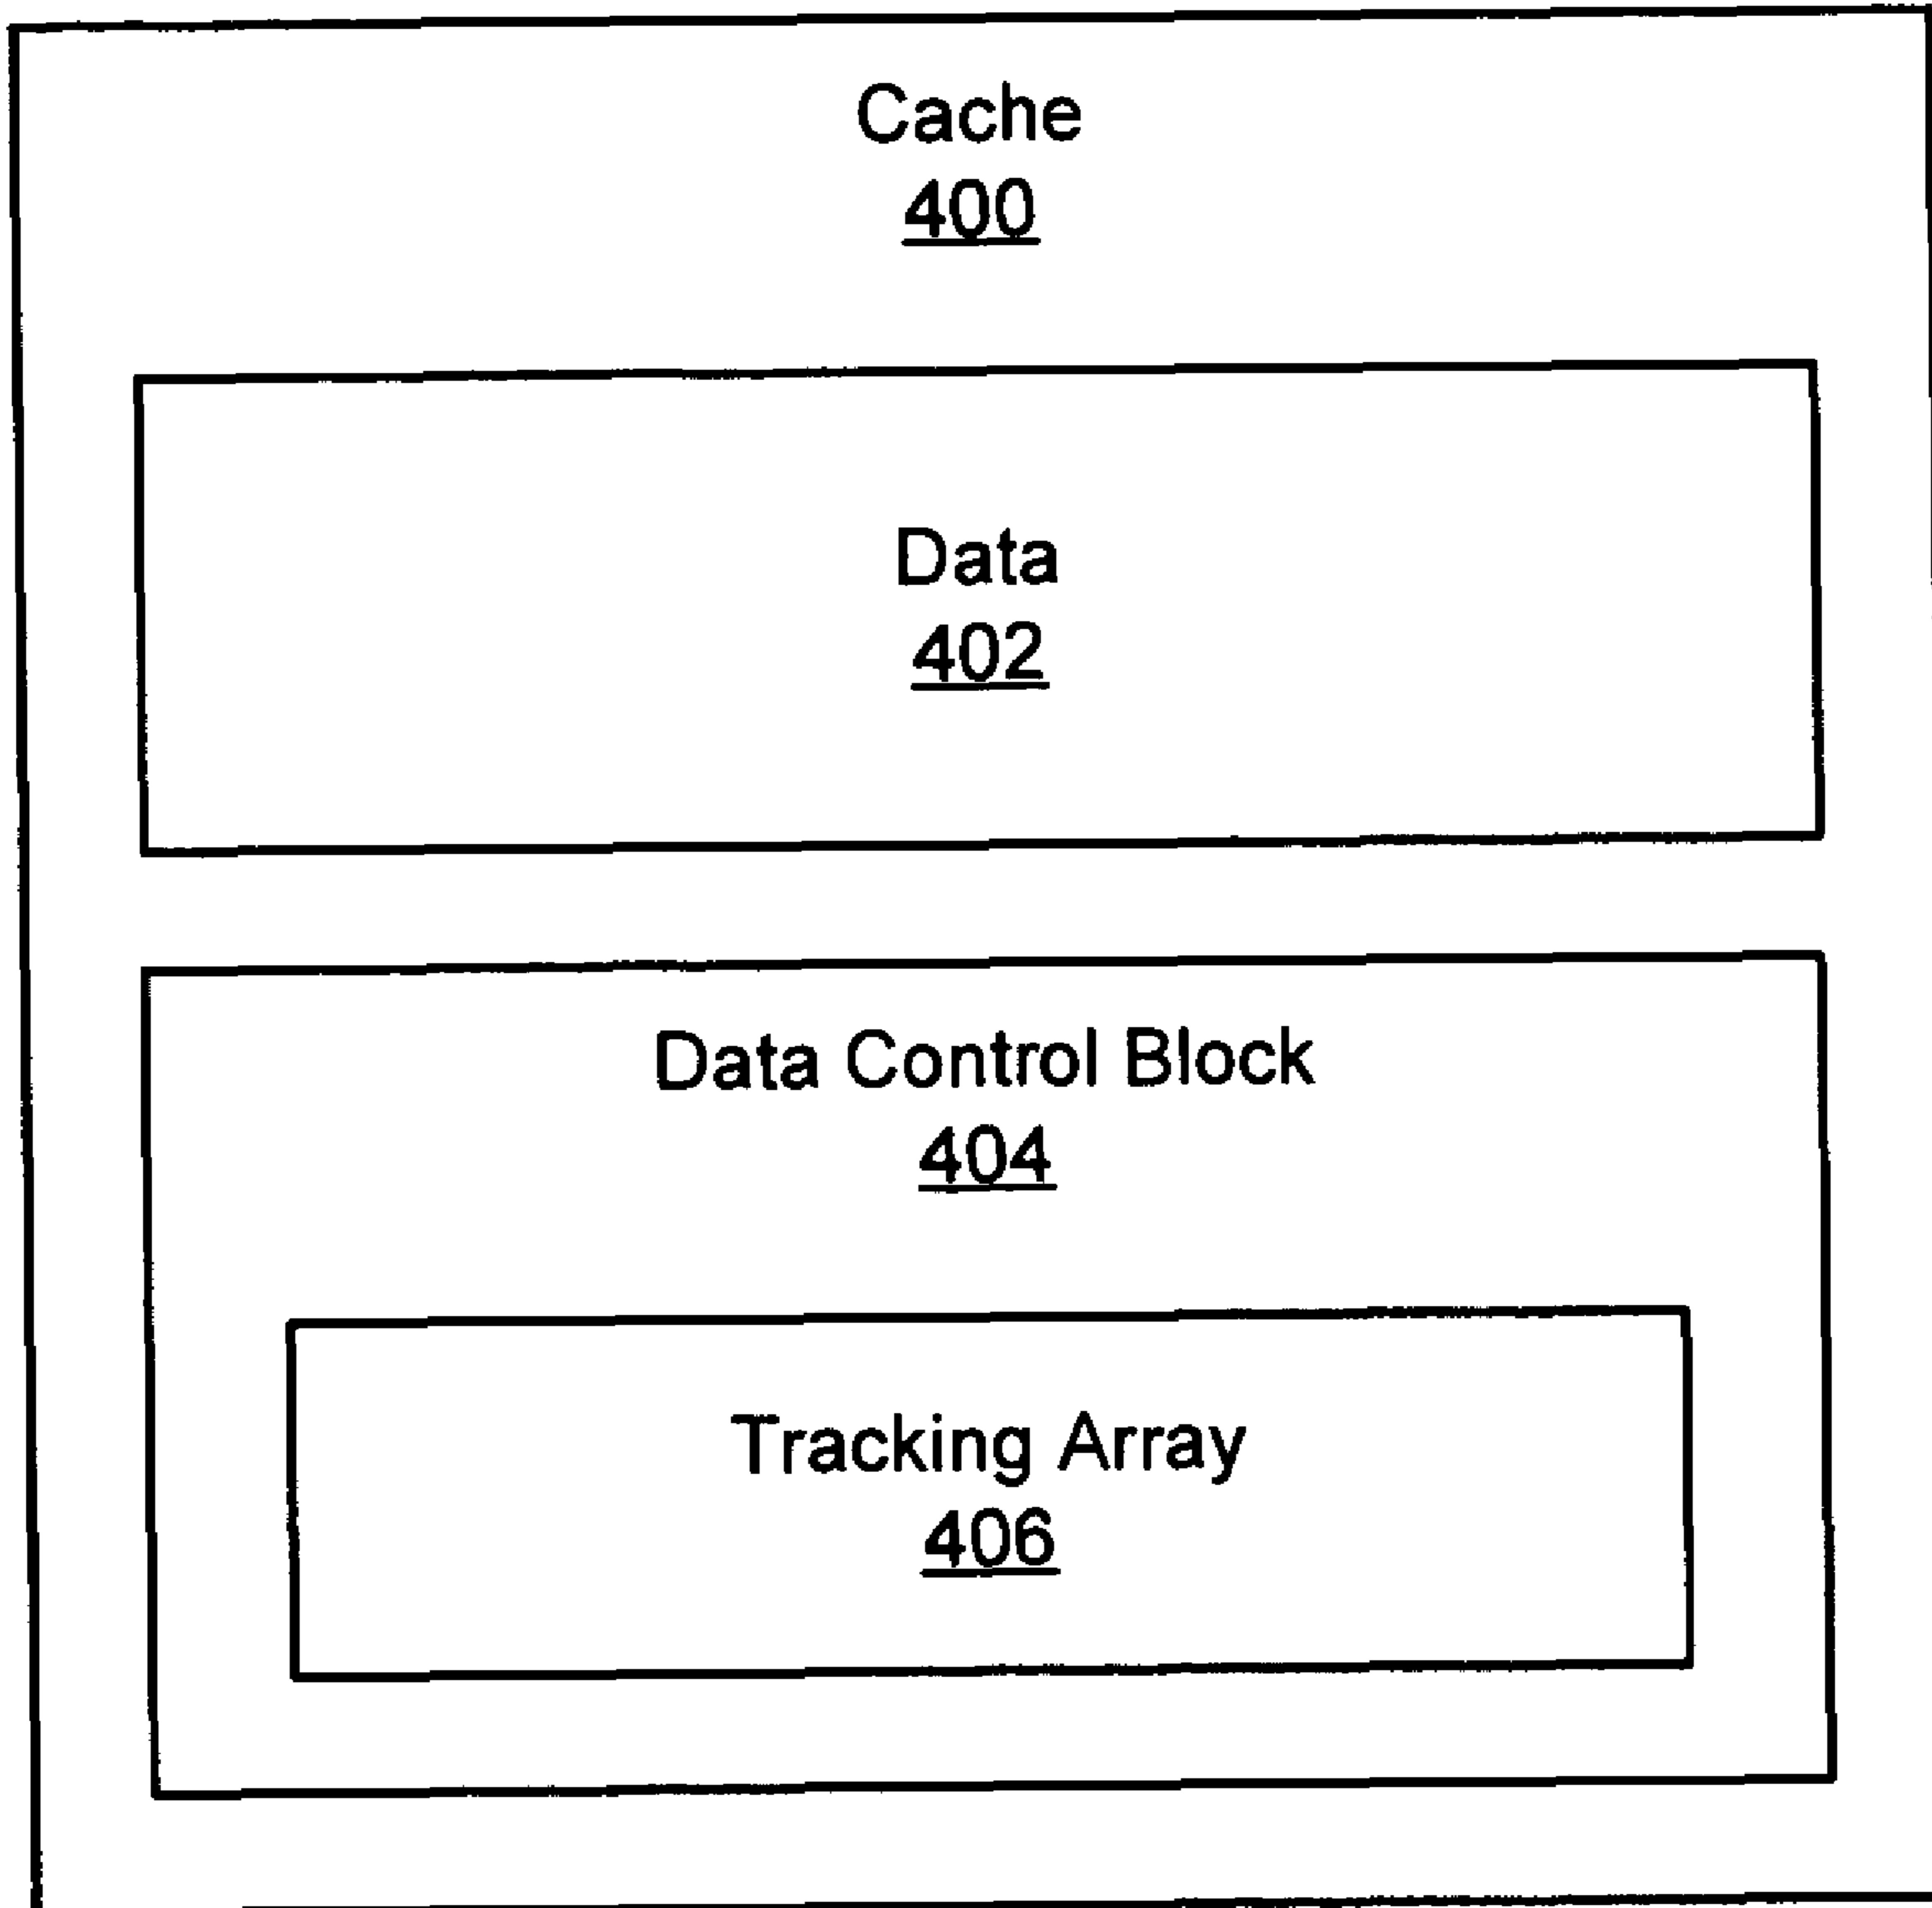 Cache
400
Data
402
Data Control Block
404
Tracking Array
406